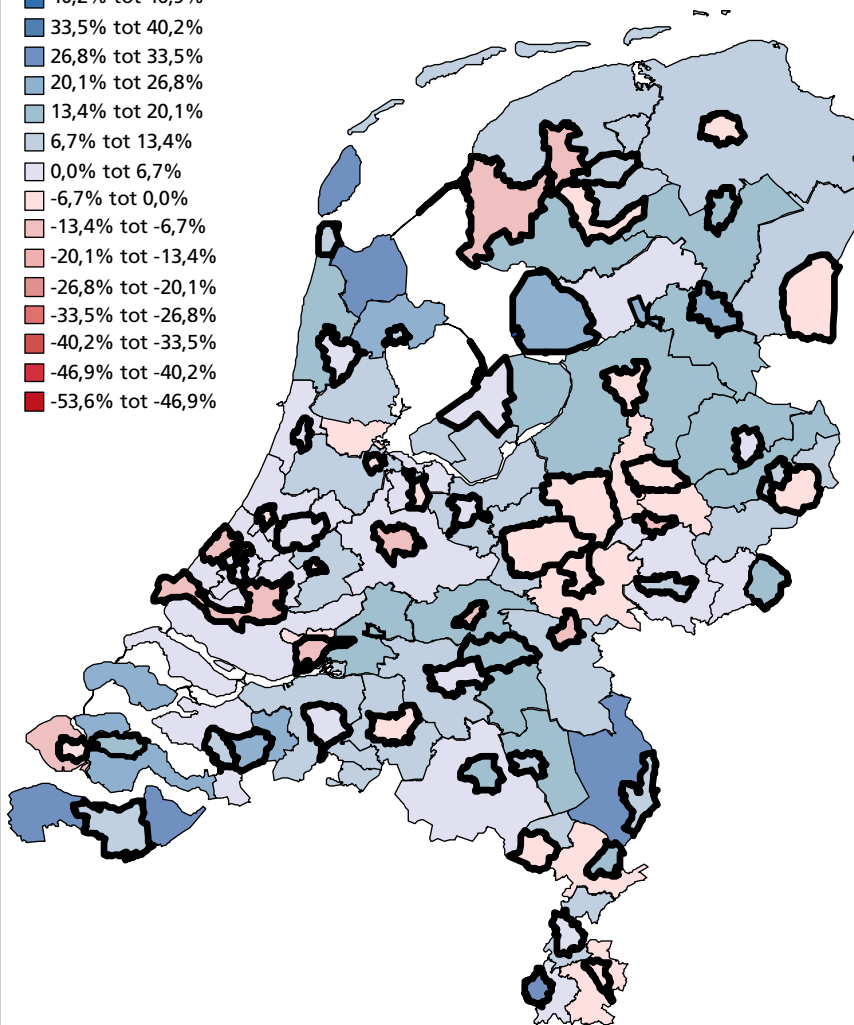 33,5% tot 40,2%
26,8% tot 33,5%
20,1% tot 26,8%
13,4% tot 20,1%
6,7% tot 13,4%
0,0% tot 6,7%
-6,7% tot 0,0%
-13,4% tot -6,7%
-20,1% tot -13,4%
-26,8% tot -20,1%
-33,5% tot -26,8%
-40,2% tot -33,5%
-46,9% tot -40,2%
-53,6% tot -46,9%